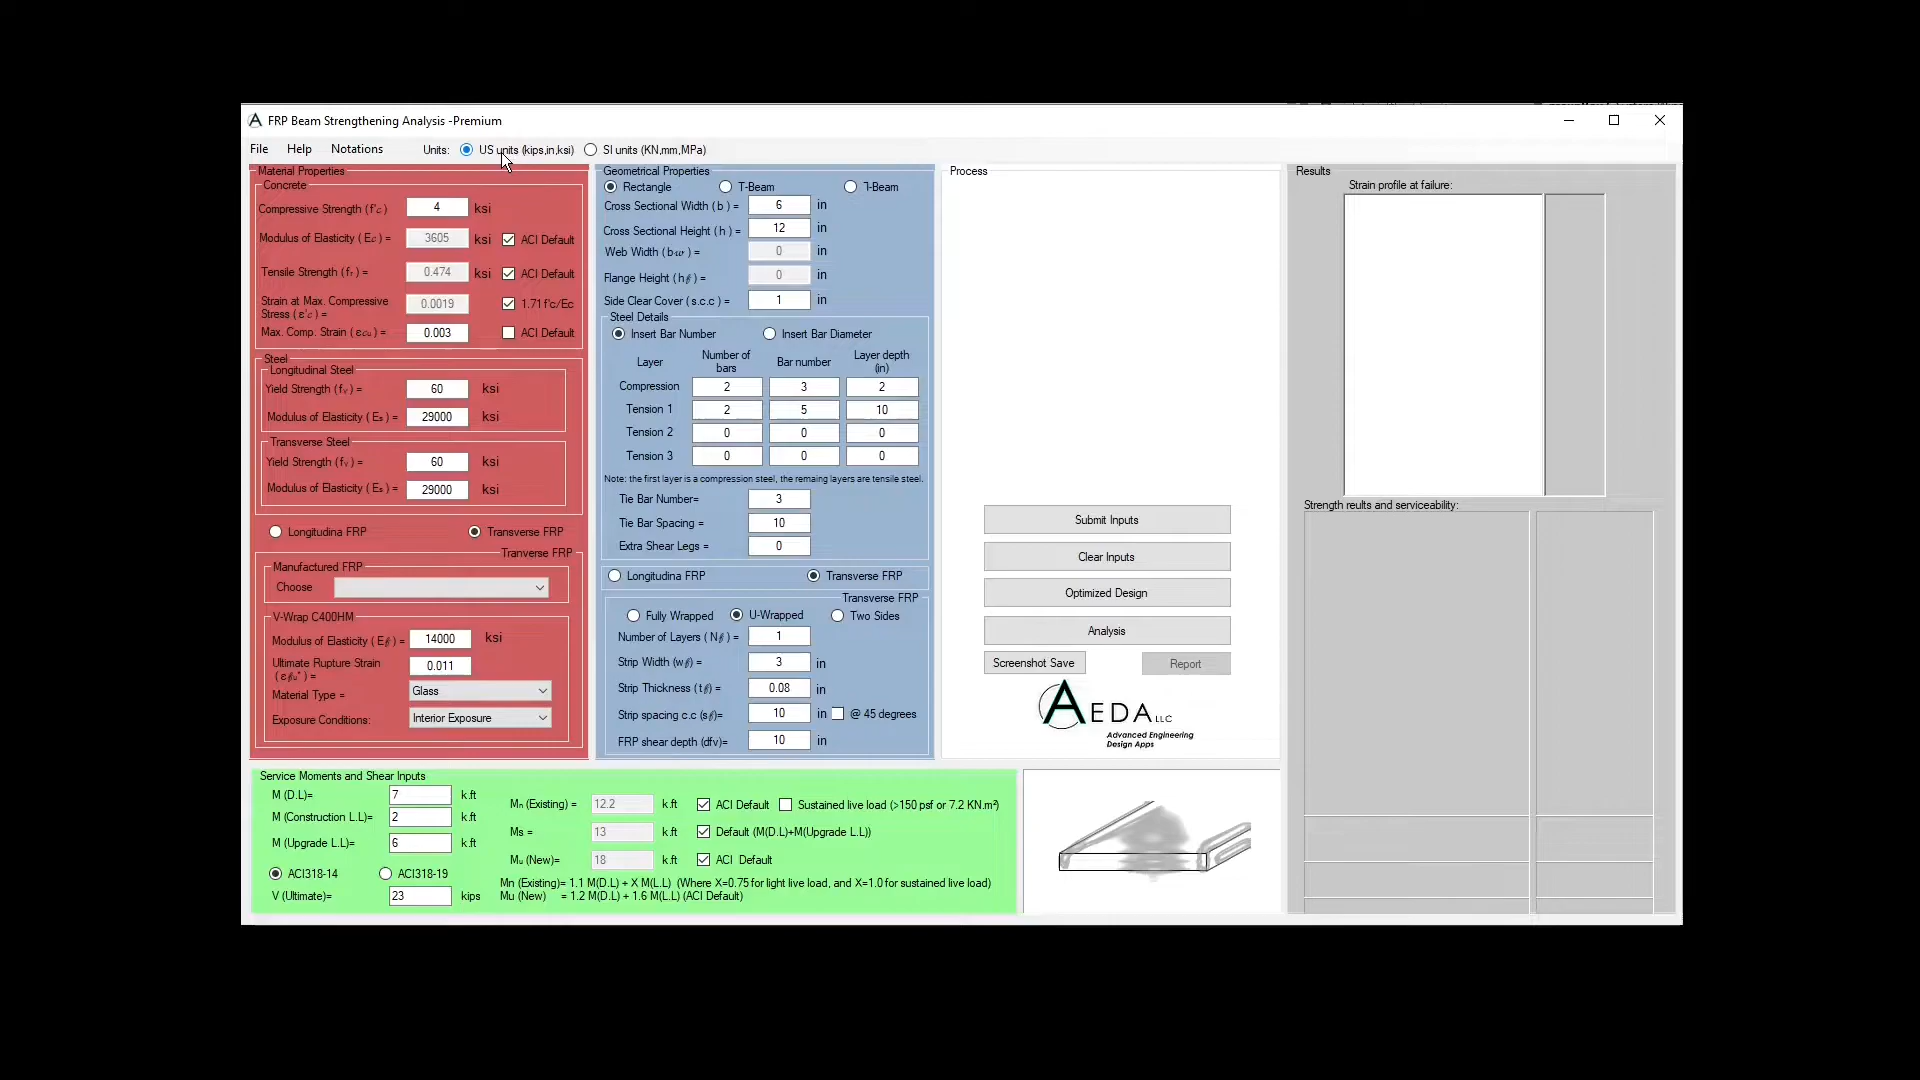 FRP Beam Strengthening Analysis -Premium
File Help Notations Units: US units (kips,in,ksi) SI units (KN,mm,MPa)
Material Properties
Concrete
Compressive Strength (f'c) 4 ksi
Modulus of Elasticity ( Ec ) = 3605 ksi ACI Default
Tensile Strength ( fr ) = 0.474 ksi ACI Default
Strain at Max. Compressive
Stress ( ε'c ) = 0.0019 1.71f'c/Ec
Max. Comp. Strain ( εcu ) = 0.003 ACI Default
Steel
Longitudinal Steel
Yield Strength ( fy ) = 60 ksi
Modulus of Elasticity ( Es ) = 29000 ksi
Transverse Steel
Yield Strength ( fy ) = 60 ksi
Modulus of Elasticity ( Es ) = 29000 ksi
Longitudina FRP Transverse FRP
Tranverse FRP
Manufactured FRP
Choose
V-Wrap C400HM
Modulus of Elasticity ( Ef ) = 14000 ksi
Ultimate Rupture Strain
( εfu* ) = 0.011
Material Type = Glass
Exposure Conditions: Interior Exposure
Geometrical Properties
Rectangle T-Beam T-Beam
Cross Sectional Width ( b ) = 6 in
Cross Sectional Height ( h ) = 12 in
Web Width ( bw ) = 0 in
Flange Height ( hf ) = 0 in
Side Clear Cover ( s.c.c ) = 1 in
Steel Details
Insert Bar Number Insert Bar Diameter
Layer Number of bars Bar number Layer depth (in)
Compression 2 3 2
Tension 1 2 5 10
Tension 2 0 0 0
Tension 3 0 0 0
Note: the first layer is a compression steel, the remaing layers are tensile steel.
Tie Bar Number= 3
Tie Bar Spacing = 10
Extra Shear Legs = 0
Longitudina FRP Transverse FRP
Transverse FRP
Fully Wrapped U-Wrapped Two Sides
Number of Layers ( Nf ) = 1
Strip Width (wf) = 3 in
Strip Thickness ( tf) = 0.08 in
Strip spacing c.c (sf)= 10 in @ 45 degrees
FRP shear depth (dfv)= 10 in
Process
Submit Inputs
Clear Inputs
Optimized Design
Analysis
Screenshot Save Report
AEDA LLC
Advanced Engineering
Design Apps
Results
Strain profile at failure:
Strength reults and serviceability:
Service Moments and Shear Inputs
M (D.L)= 7 k.ft
M (Construction L.L)= 2 k.ft
M (Upgrade L.L)= 6 k.ft
ACI318-14 ACI318-19
V (Ultimate)= 23 kips
Mn (Existing) = 12.2 k.ft ACI Default Sustained live load (>150 psf or 7.2 KN.m²)
Ms = 13 k.ft Default (M(D.L)+M(Upgrade L.L))
Mu (New)= 18 k.ft ACI Default
Mn (Existing)= 1.1 M(D.L) + X M(L.L) (Where X=0.75 for light live load, and X=1.0 for sustained live load)
Mu (New) = 1.2 M(D.L) + 1.6 M(L.L) (ACI Default)